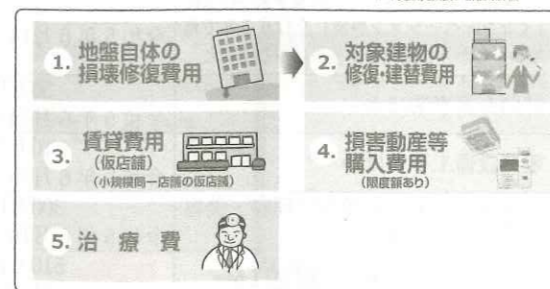 1. 地盤自体の
損壊修復費用
2. 対象建物の
修復・建替費用
3. 賃貸費用
(仮店舗)
(小規模同一店舗の仮店舗)
4. 損害動産等
購入費用
(限度額あり)
5. 治療費